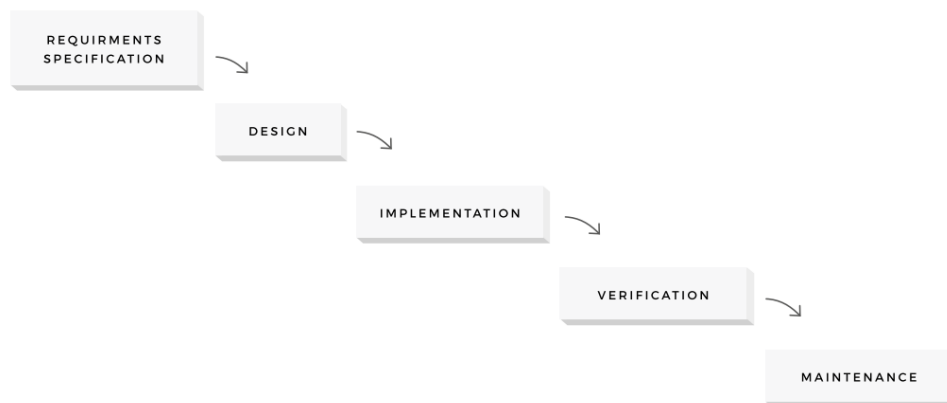 REQUIRMENTS
SPECIFICATION
DESIGN
IMPLEMENTATION
VERIFICATION
MAINTENANCE